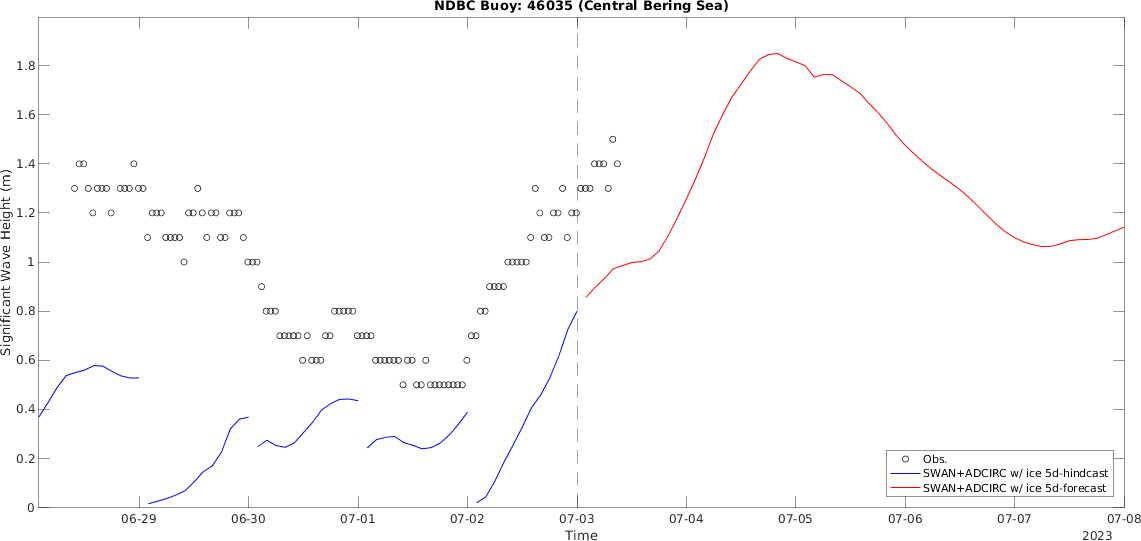 NDBC Buoy: 46035 (Central Bering Sea)
Significant Wave Height (m)
1.8
1.6
1.4
1.2
1
0.8
0.6
0.4
0.2
0
Obs.
SWAN+ADCIRC w/ ice 5d-hindcast
SWAN+ADCIRC w/ ice 5d-forecast
06-29 06-30 07-01 07-02 07-03 07-04 07-05 07-06 07-07 07-08
Time
2023